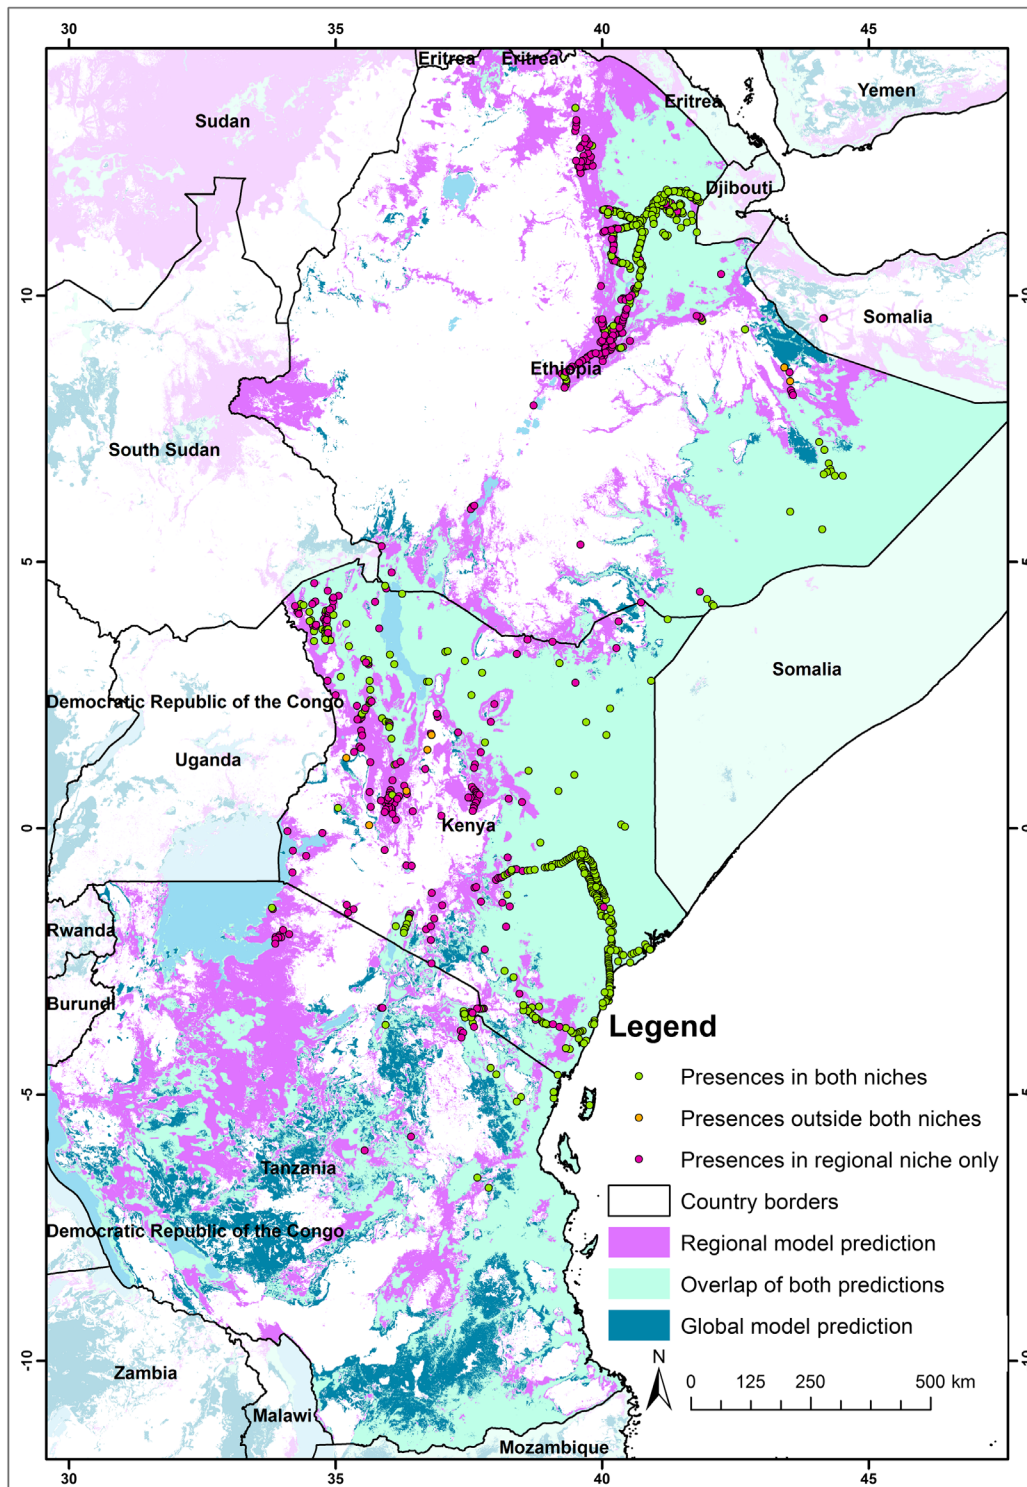 30 35 40 45
Eritrea Eritrea
Eritrea
Yemen
Sudan
Djibouti
10 10
Somalia
Ethiopia
South Sudan
5 5
Somalia
Democratic Republic of the Congo
Uganda
Kenya
0 0
Rwanda
Burundi
Legend
Presences in both niches
-5 -5
Presences outside both niches
Presences in regional niche only
Tanzania
Country borders
Democratic Republic of the Congo
Regional model prediction
Overlap of both predictions
Global model prediction
N
-10 -10
Zambia
0 125 250 500 km
Malawi
Mozambique
30 35 40 45